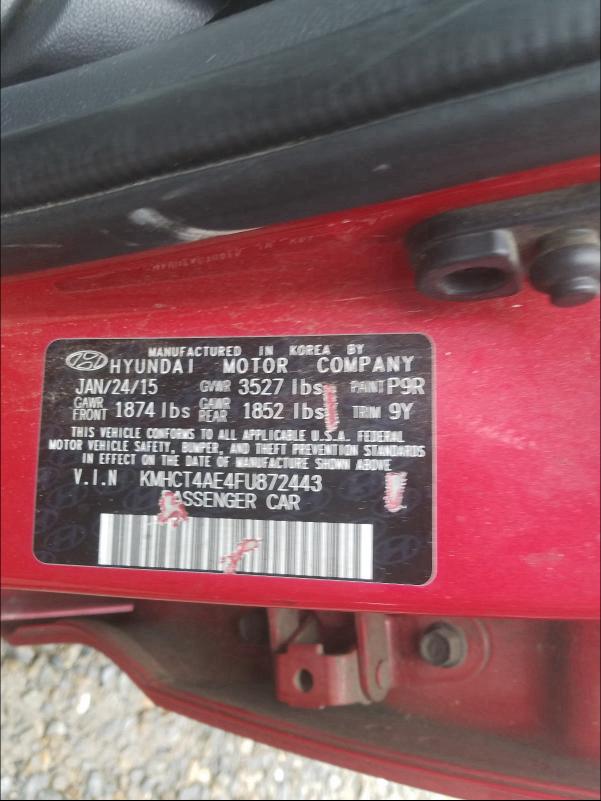 MANUFACTURED IN KOREA BY
HYUNDAI MOTOR COMPANY
JAN/24/15 GVWR 3527 lbs PAINT P9R
GAWR FRONT 1874 lbs GAWR REAR 1852 lbs TRIM 9Y
THIS VEHICLE CONFORMS TO ALL APPLICABLE U.S.A. FEDERAL
MOTOR VEHICLE SAFETY, BUMPER, AND THEFT PREVENTION STANDARDS
IN EFFECT ON THE DATE OF MANUFACTURE SHOWN ABOVE
V.I.N KMHCT4AE4FU872443
PASSENGER CAR